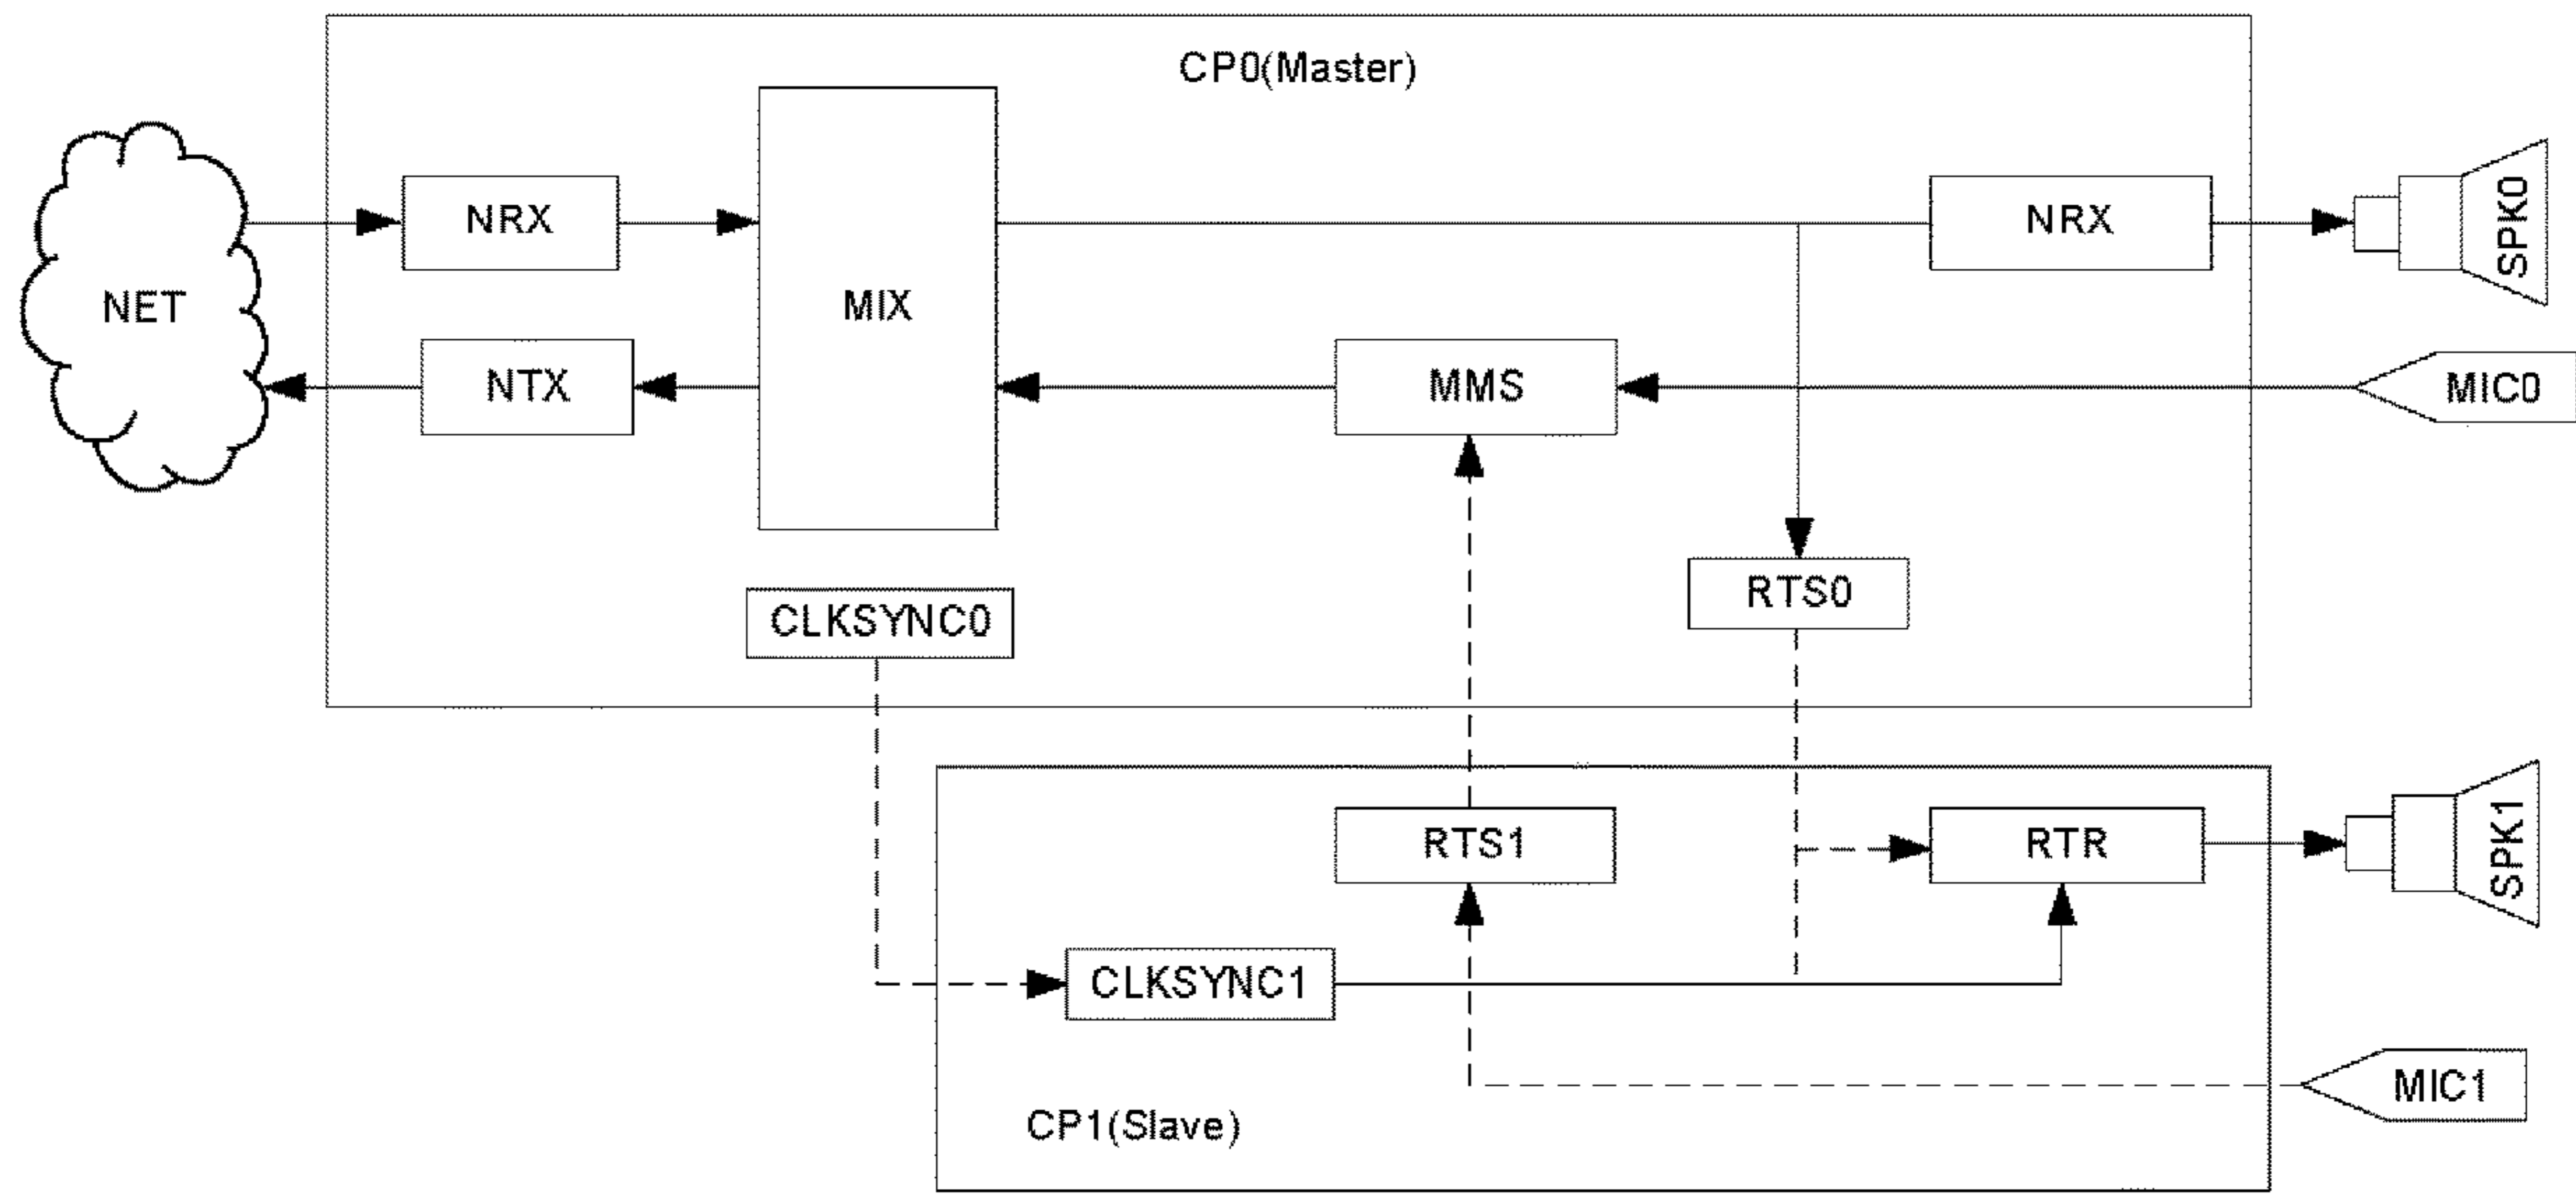 CP0(Master)
NET
NRX
MIX
NRX
SPK0
NTX
MMS
MIC0
RTS0
CLKSYNC0
RTS1
RTR
SPK1
CLKSYNC1
MIC1
CP1(Slave)